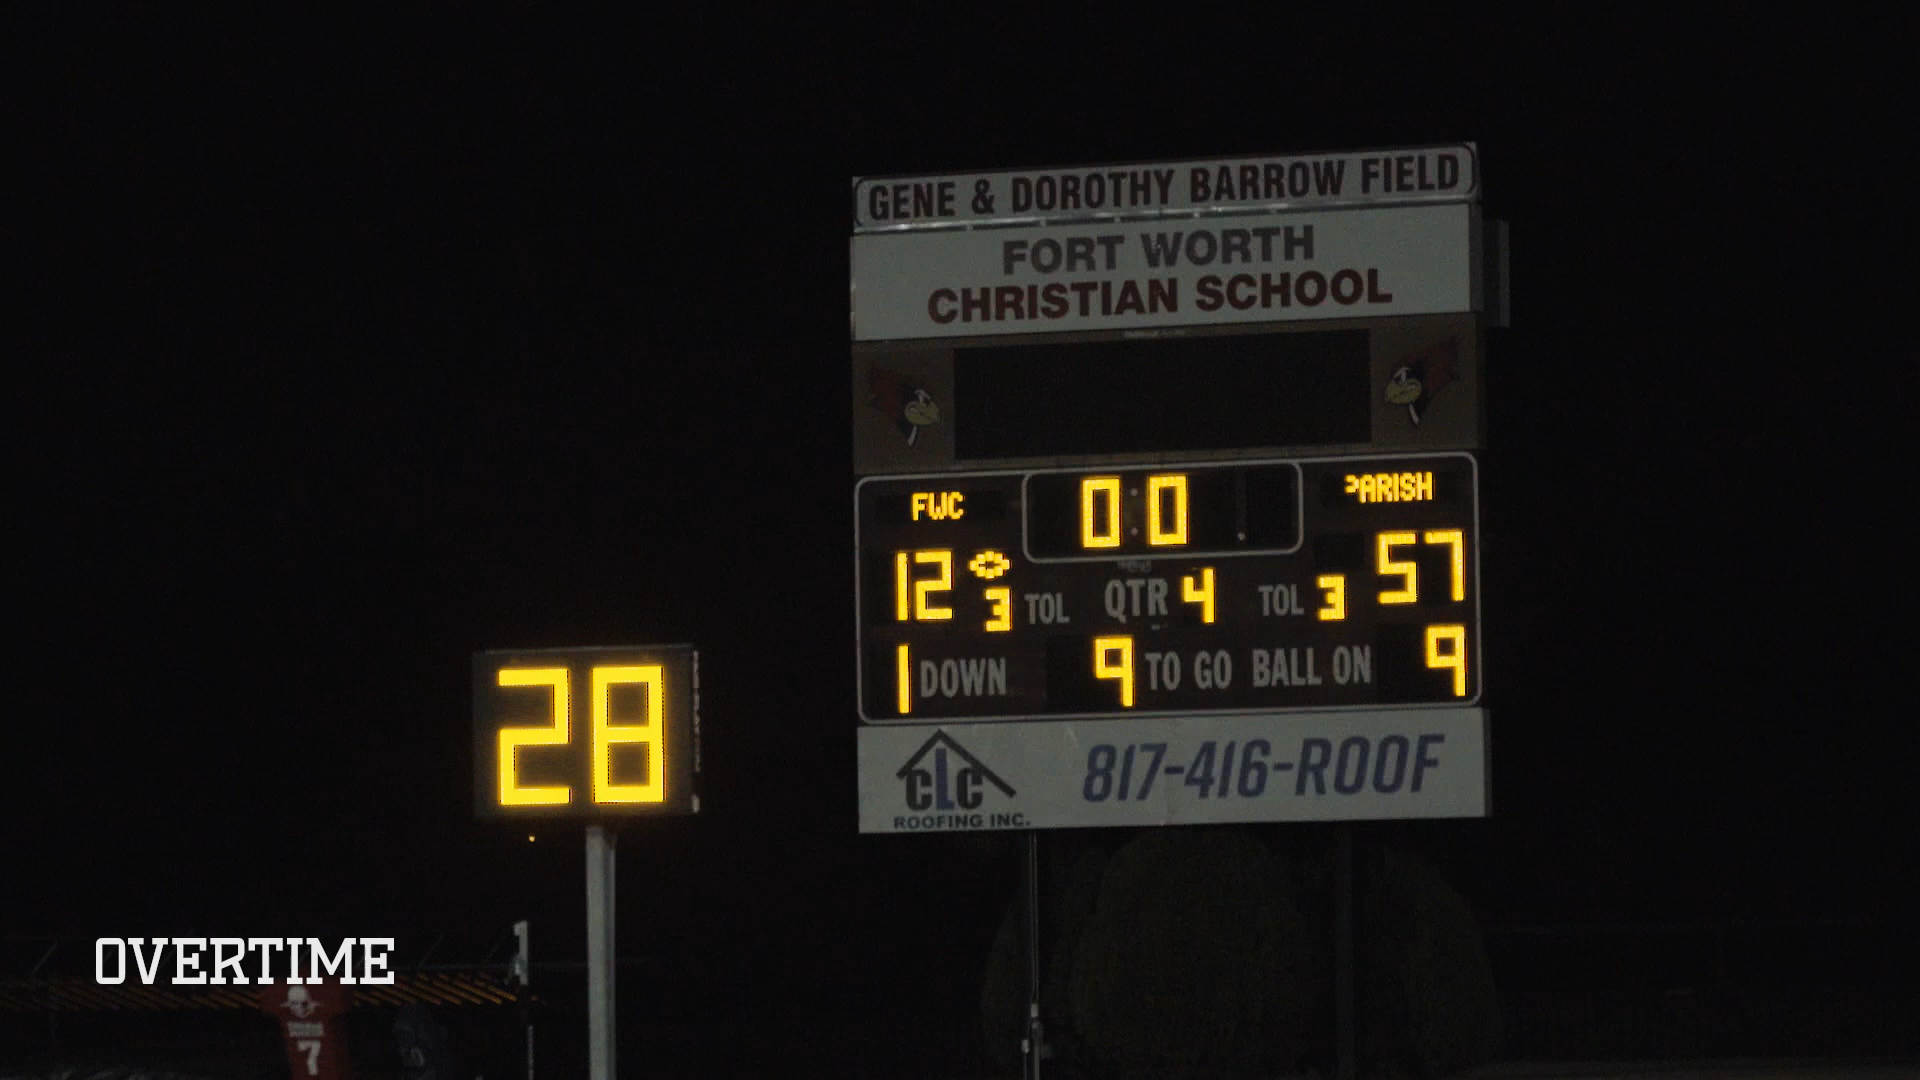 GENE & DOROTHY BARROW FIELD
FORT WORTH
CHRISTIAN SCHOOL
FWC 0:0 PARISH
12 3 TOL QTR 4 TOL 3 57
1 DOWN 9 TO GO BALL ON 9
CLC
ROOFING INC.
817-416-ROOF
28
OVERTIME
7